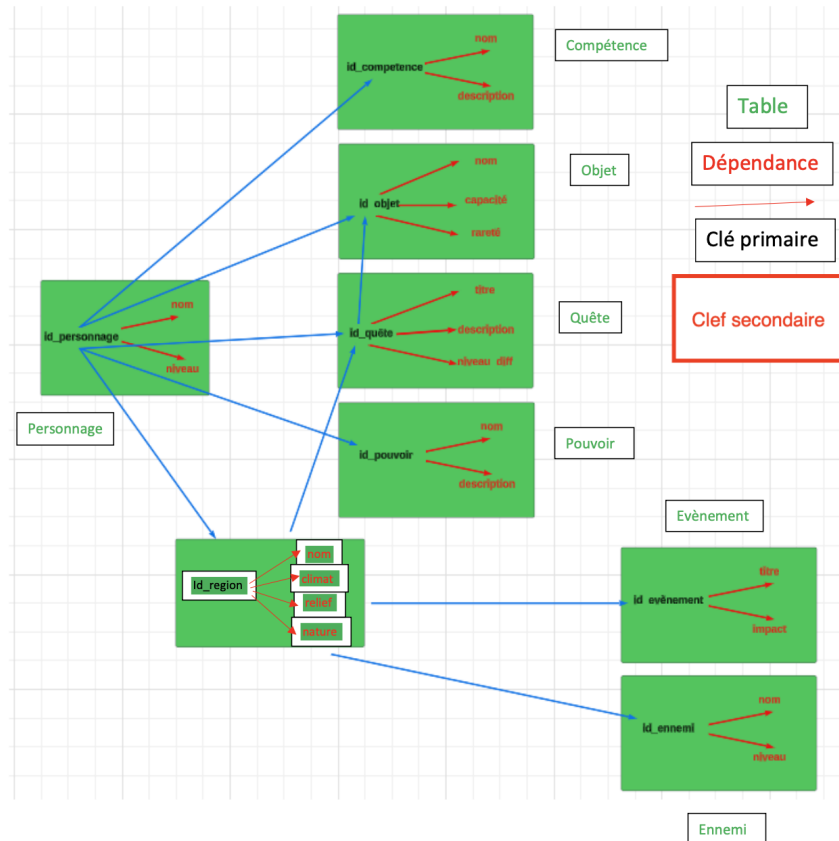 nom
id_competence
description
Compétence
Table
Dépendance
Clé primaire
Clef secondaire
nom
id_objet
capacité
rareté
Objet
titre
id_quête
description
niveau_diff
Quête
nom
id_personnage
niveau
Personnage
nom
id_pouvoir
description
Pouvoir
Id_region
nom
climat
relief
nature
Evènement
titre
id_evènement
impact
nom
id_ennemi
niveau
Ennemi